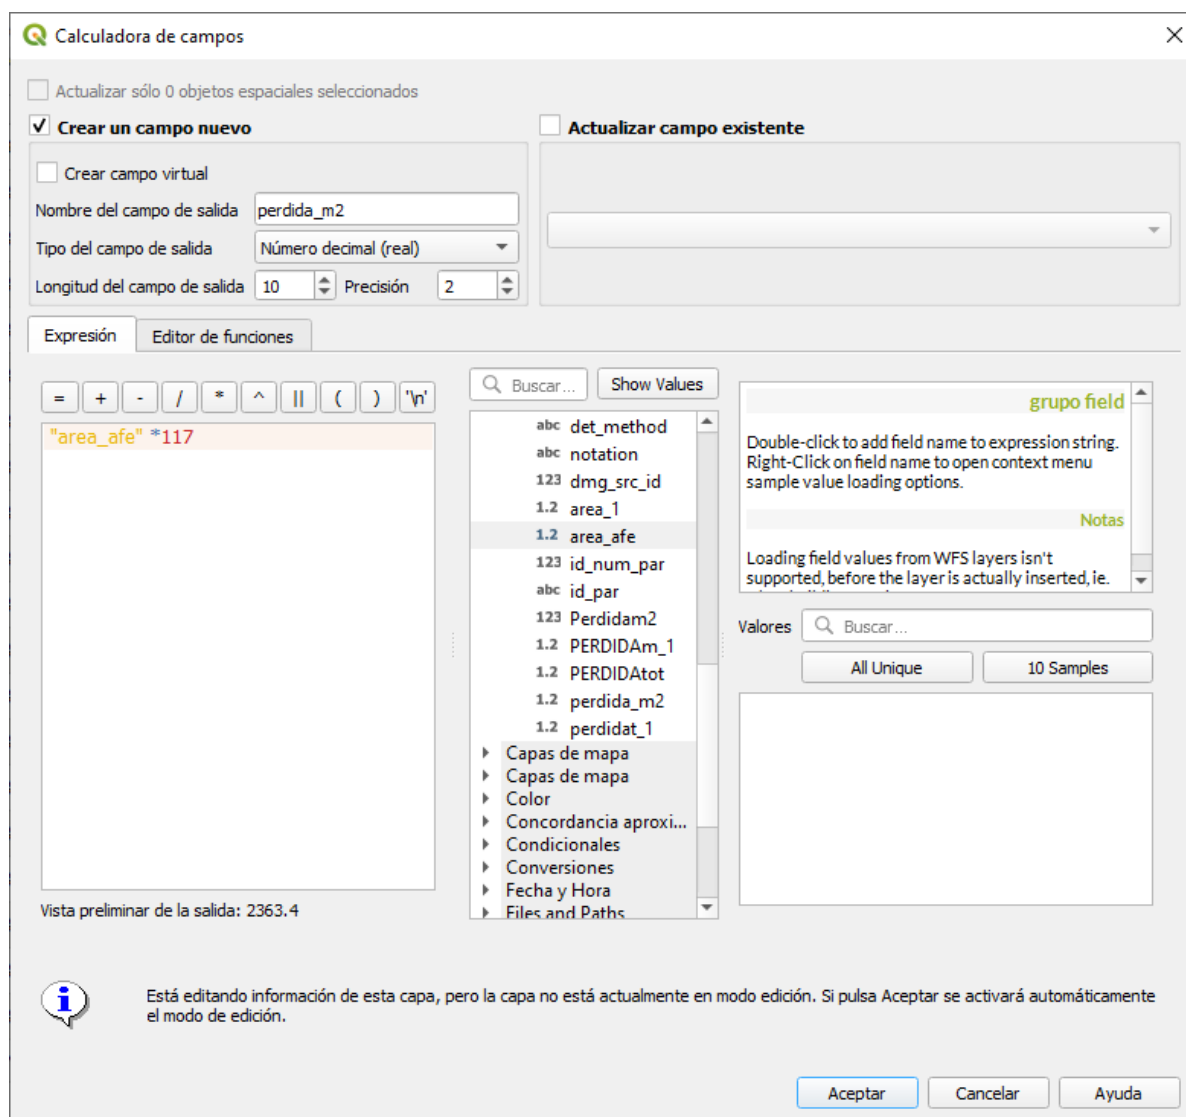 Calculadora de campos
Actualizar sólo 0 objetos espaciales seleccionados
Crear un campo nuevo
Actualizar campo existente
Crear campo virtual
Nombre del campo de salida perdida_m2
Tipo del campo de salida Número decimal (real)
Longitud del campo de salida 10 Precisión 2
Expresión Editor de funciones
= + - / * ^ || ( ) '\n'
"area_afe" *117
Vista preliminar de la salida: 2363.4
Buscar... Show Values
abc det_method
abc notation
123 dmg_src_id
1.2 area_1
1.2 area_afe
123 id_num_par
abc id_par
123 Perdidam2
1.2 PERDIDAm_1
1.2 PERDIDAtot
1.2 perdida_m2
1.2 perdidat_1
Capas de mapa
Capas de mapa
Color
Concordancia aproxi...
Condicionales
Conversiones
Fecha y Hora
Files and Paths
grupo field
Double-click to add field name to expression string.
Right-Click on field name to open context menu
sample value loading options.
Notas
Loading field values from WFS layers isn't
supported, before the layer is actually inserted, ie.
Valores Buscar...
All Unique 10 Samples
Está editando información de esta capa, pero la capa no está actualmente en modo edición. Si pulsa Aceptar se activará automáticamente
el modo de edición.
Aceptar Cancelar Ayuda